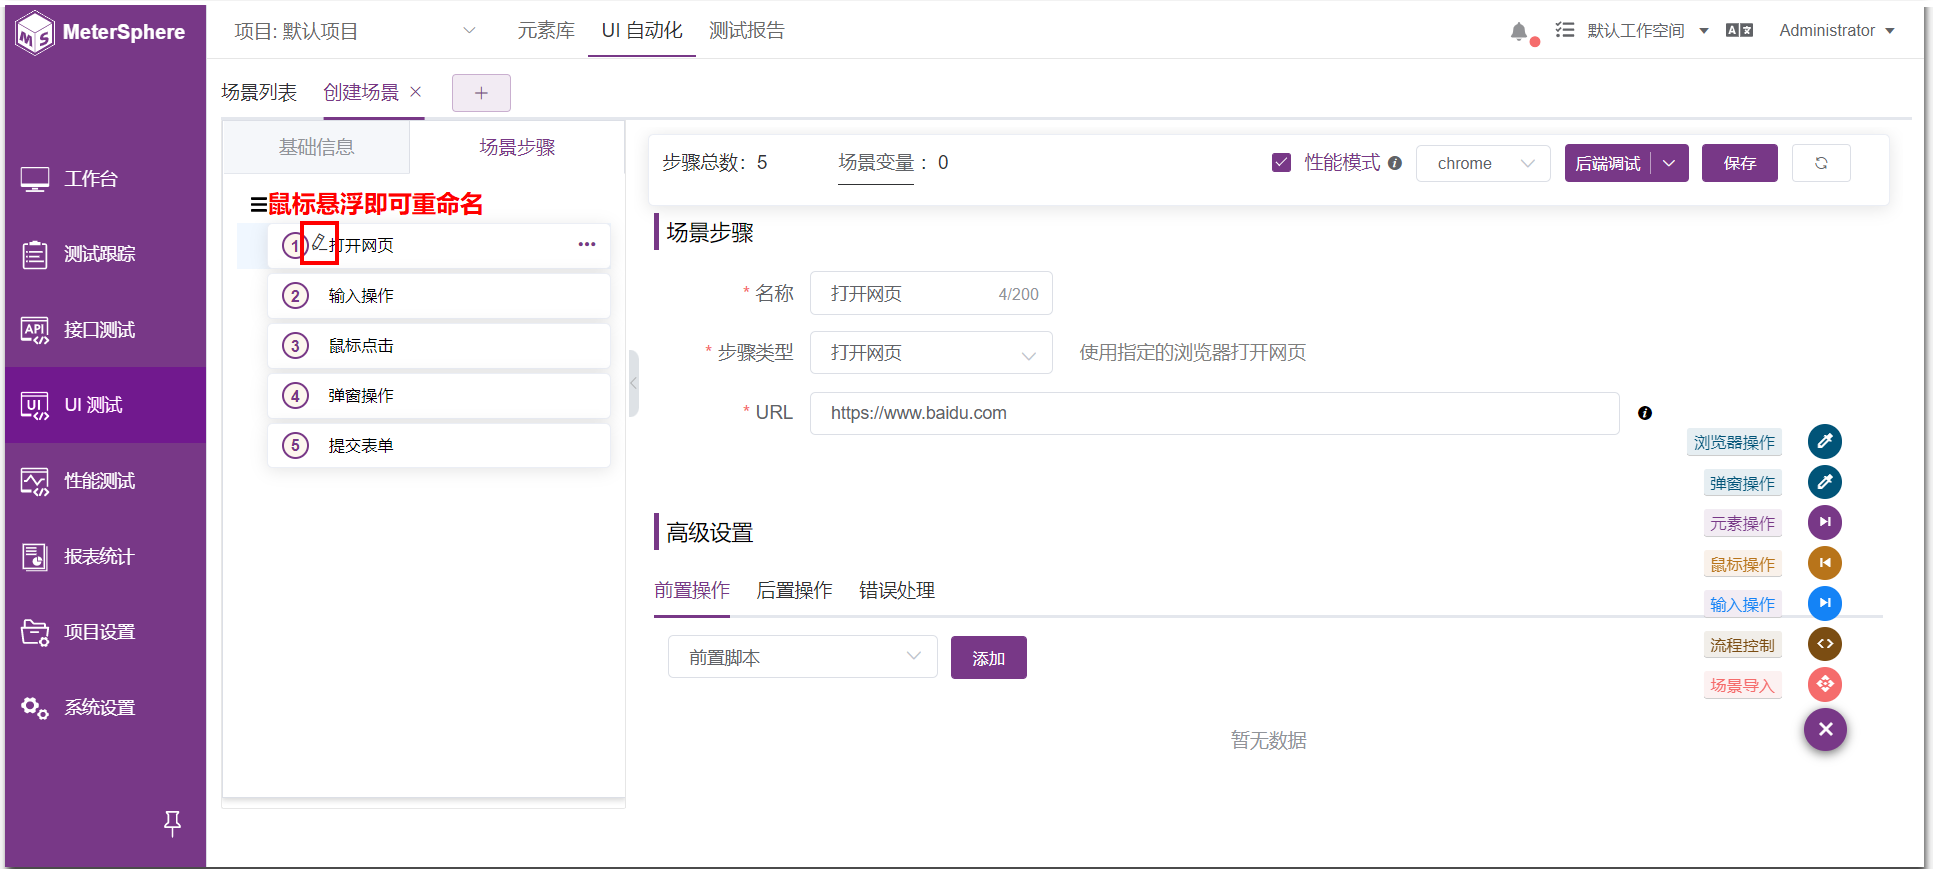 MeterSphere
项目: 默认项目
元素库
UI 自动化
测试报告
默认工作空间
Administrator
场景列表
创建场景
工作台
测试跟踪
API
接口测试
UI
UI 测试
性能测试
报表统计
项目设置
系统设置
基础信息
场景步骤
鼠标悬浮即可重命名
1 打开网页
2 输入操作
3 鼠标点击
4 弹窗操作
5 提交表单
步骤总数：5
场景变量 ：0
性能模式
chrome
后端调试
保存
场景步骤
* 名称
打开网页
4/200
* 步骤类型
打开网页
使用指定的浏览器打开网页
* URL
https://www.baidu.com
浏览器操作
弹窗操作
元素操作
鼠标操作
输入操作
流程控制
场景导入
高级设置
前置操作
后置操作
错误处理
前置脚本
添加
暂无数据